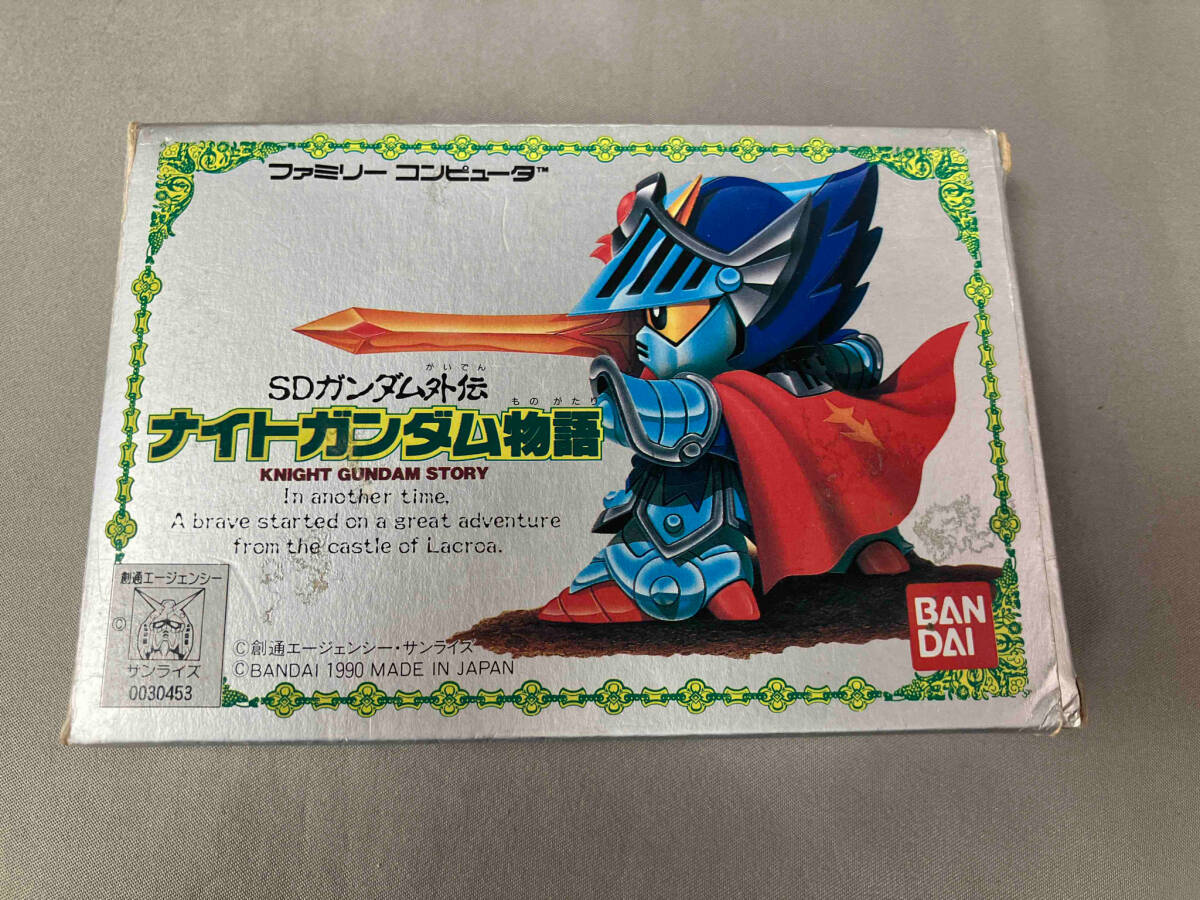 ファミリー コンピュータ™
がいでん
SDガンダム外伝
ものがたり
ナイトガンダム物語
KNIGHT GUNDAM STORY
In another time,
A brave started on a great adventure
from the castle of Lacroa.
創通エージェンシー
©
サンライズ
0030453
©創通エージェンシー・サンライズ
©BANDAI 1990 MADE IN JAPAN
BAN
DAI